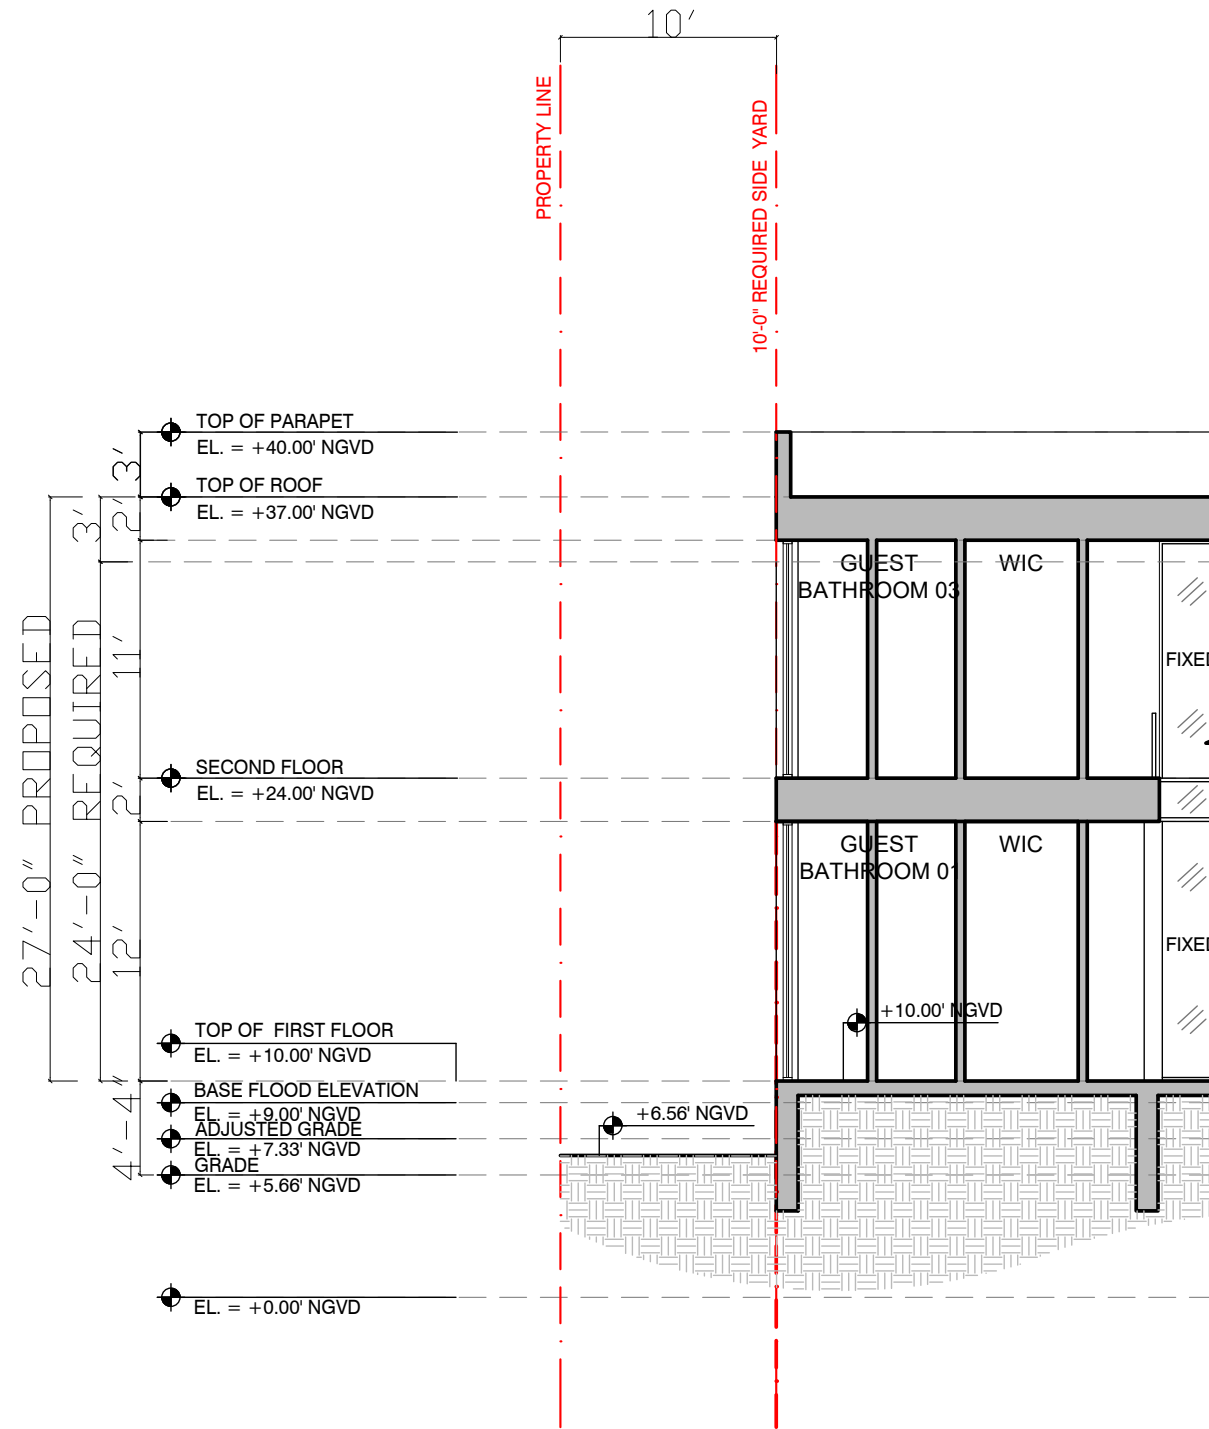 10'
PROPERTY LINE
10'-0" REQUIRED SIDE YARD
TOP OF PARAPET
EL. = +40.00' NGVD
3'
TOP OF ROOF
EL. = +37.00' NGVD
2'
3'
GUEST
BATHROOM 03
WIC
11'
FIXED
27'-0" PROPOSED
24'-0" REQUIRED
SECOND FLOOR
EL. = +24.00' NGVD
2'
GUEST
BATHROOM 01
WIC
12'
FIXED
+10.00' NGVD
TOP OF FIRST FLOOR
EL. = +10.00' NGVD
BASE FLOOD ELEVATION
EL. = +9.00' NGVD
+6.56' NGVD
ADJUSTED GRADE
EL. = +7.33' NGVD
4'-4"
GRADE
EL. = +5.66' NGVD
EL. = +0.00' NGVD